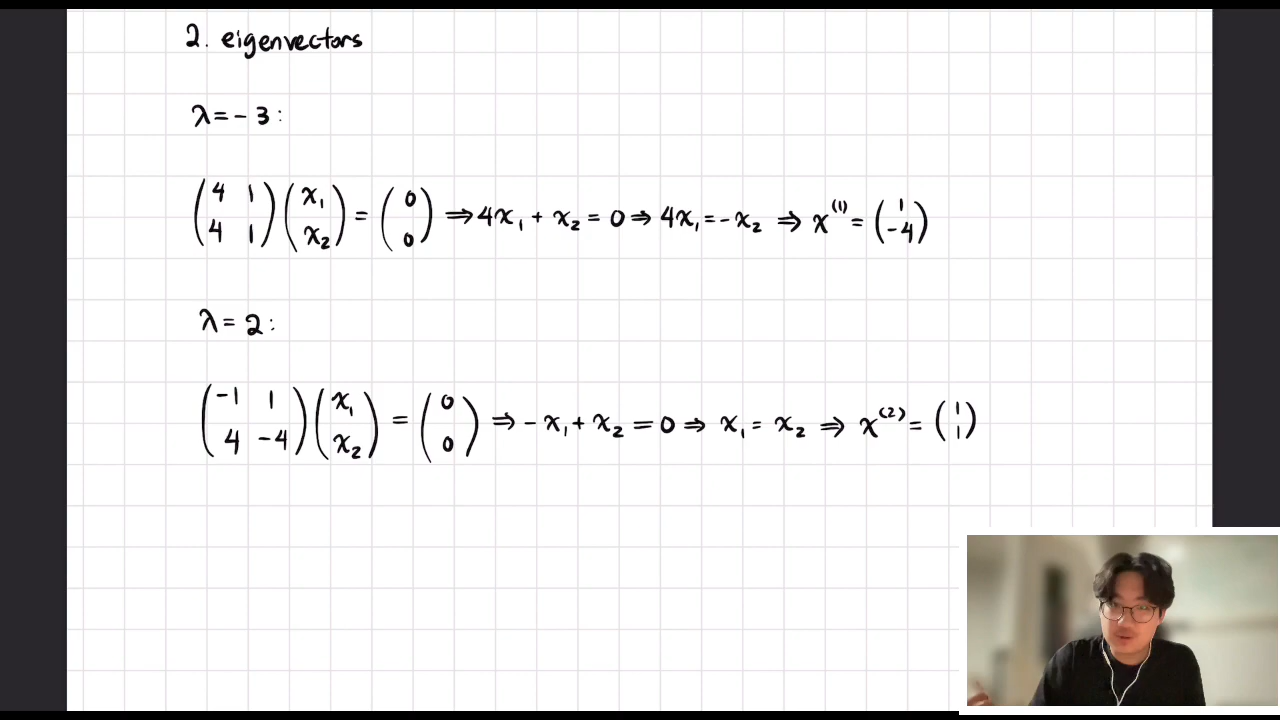 2. eigenvectors
λ = -3:
(4 1; 4 1)(x₁; x₂) = (0; 0) ⇒ 4x₁ + x₂ = 0 ⇒ 4x₁ = -x₂ ⇒ x⁽¹⁾ = (1; -4)
λ = 2:
(-1 1; 4 -4)(x₁; x₂) = (0; 0) ⇒ -x₁ + x₂ = 0 ⇒ x₁ = x₂ ⇒ x⁽²⁾ = (1; 1)